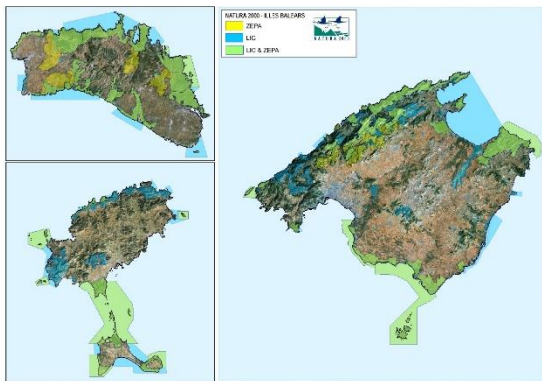 NATURA 2000 - ILLES BALEARS
ZEPA
LIC
LIC & ZEPA
NATURA 2000